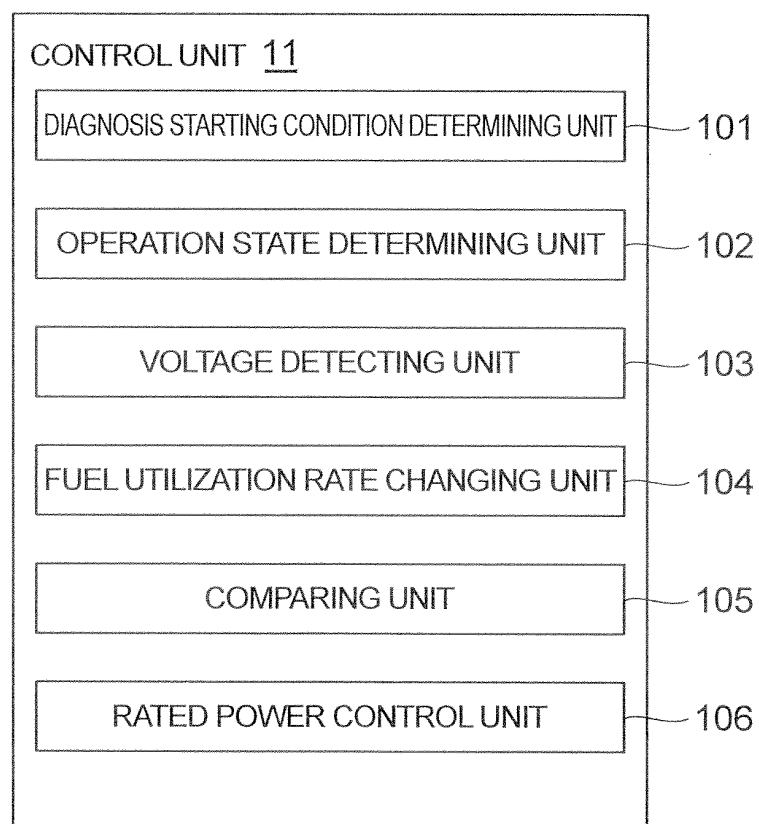 CONTROL UNIT 11
DIAGNOSIS STARTING CONDITION DETERMINING UNIT 101
OPERATION STATE DETERMINING UNIT 102
VOLTAGE DETECTING UNIT 103
FUEL UTILIZATION RATE CHANGING UNIT 104
COMPARING UNIT 105
RATED POWER CONTROL UNIT 106